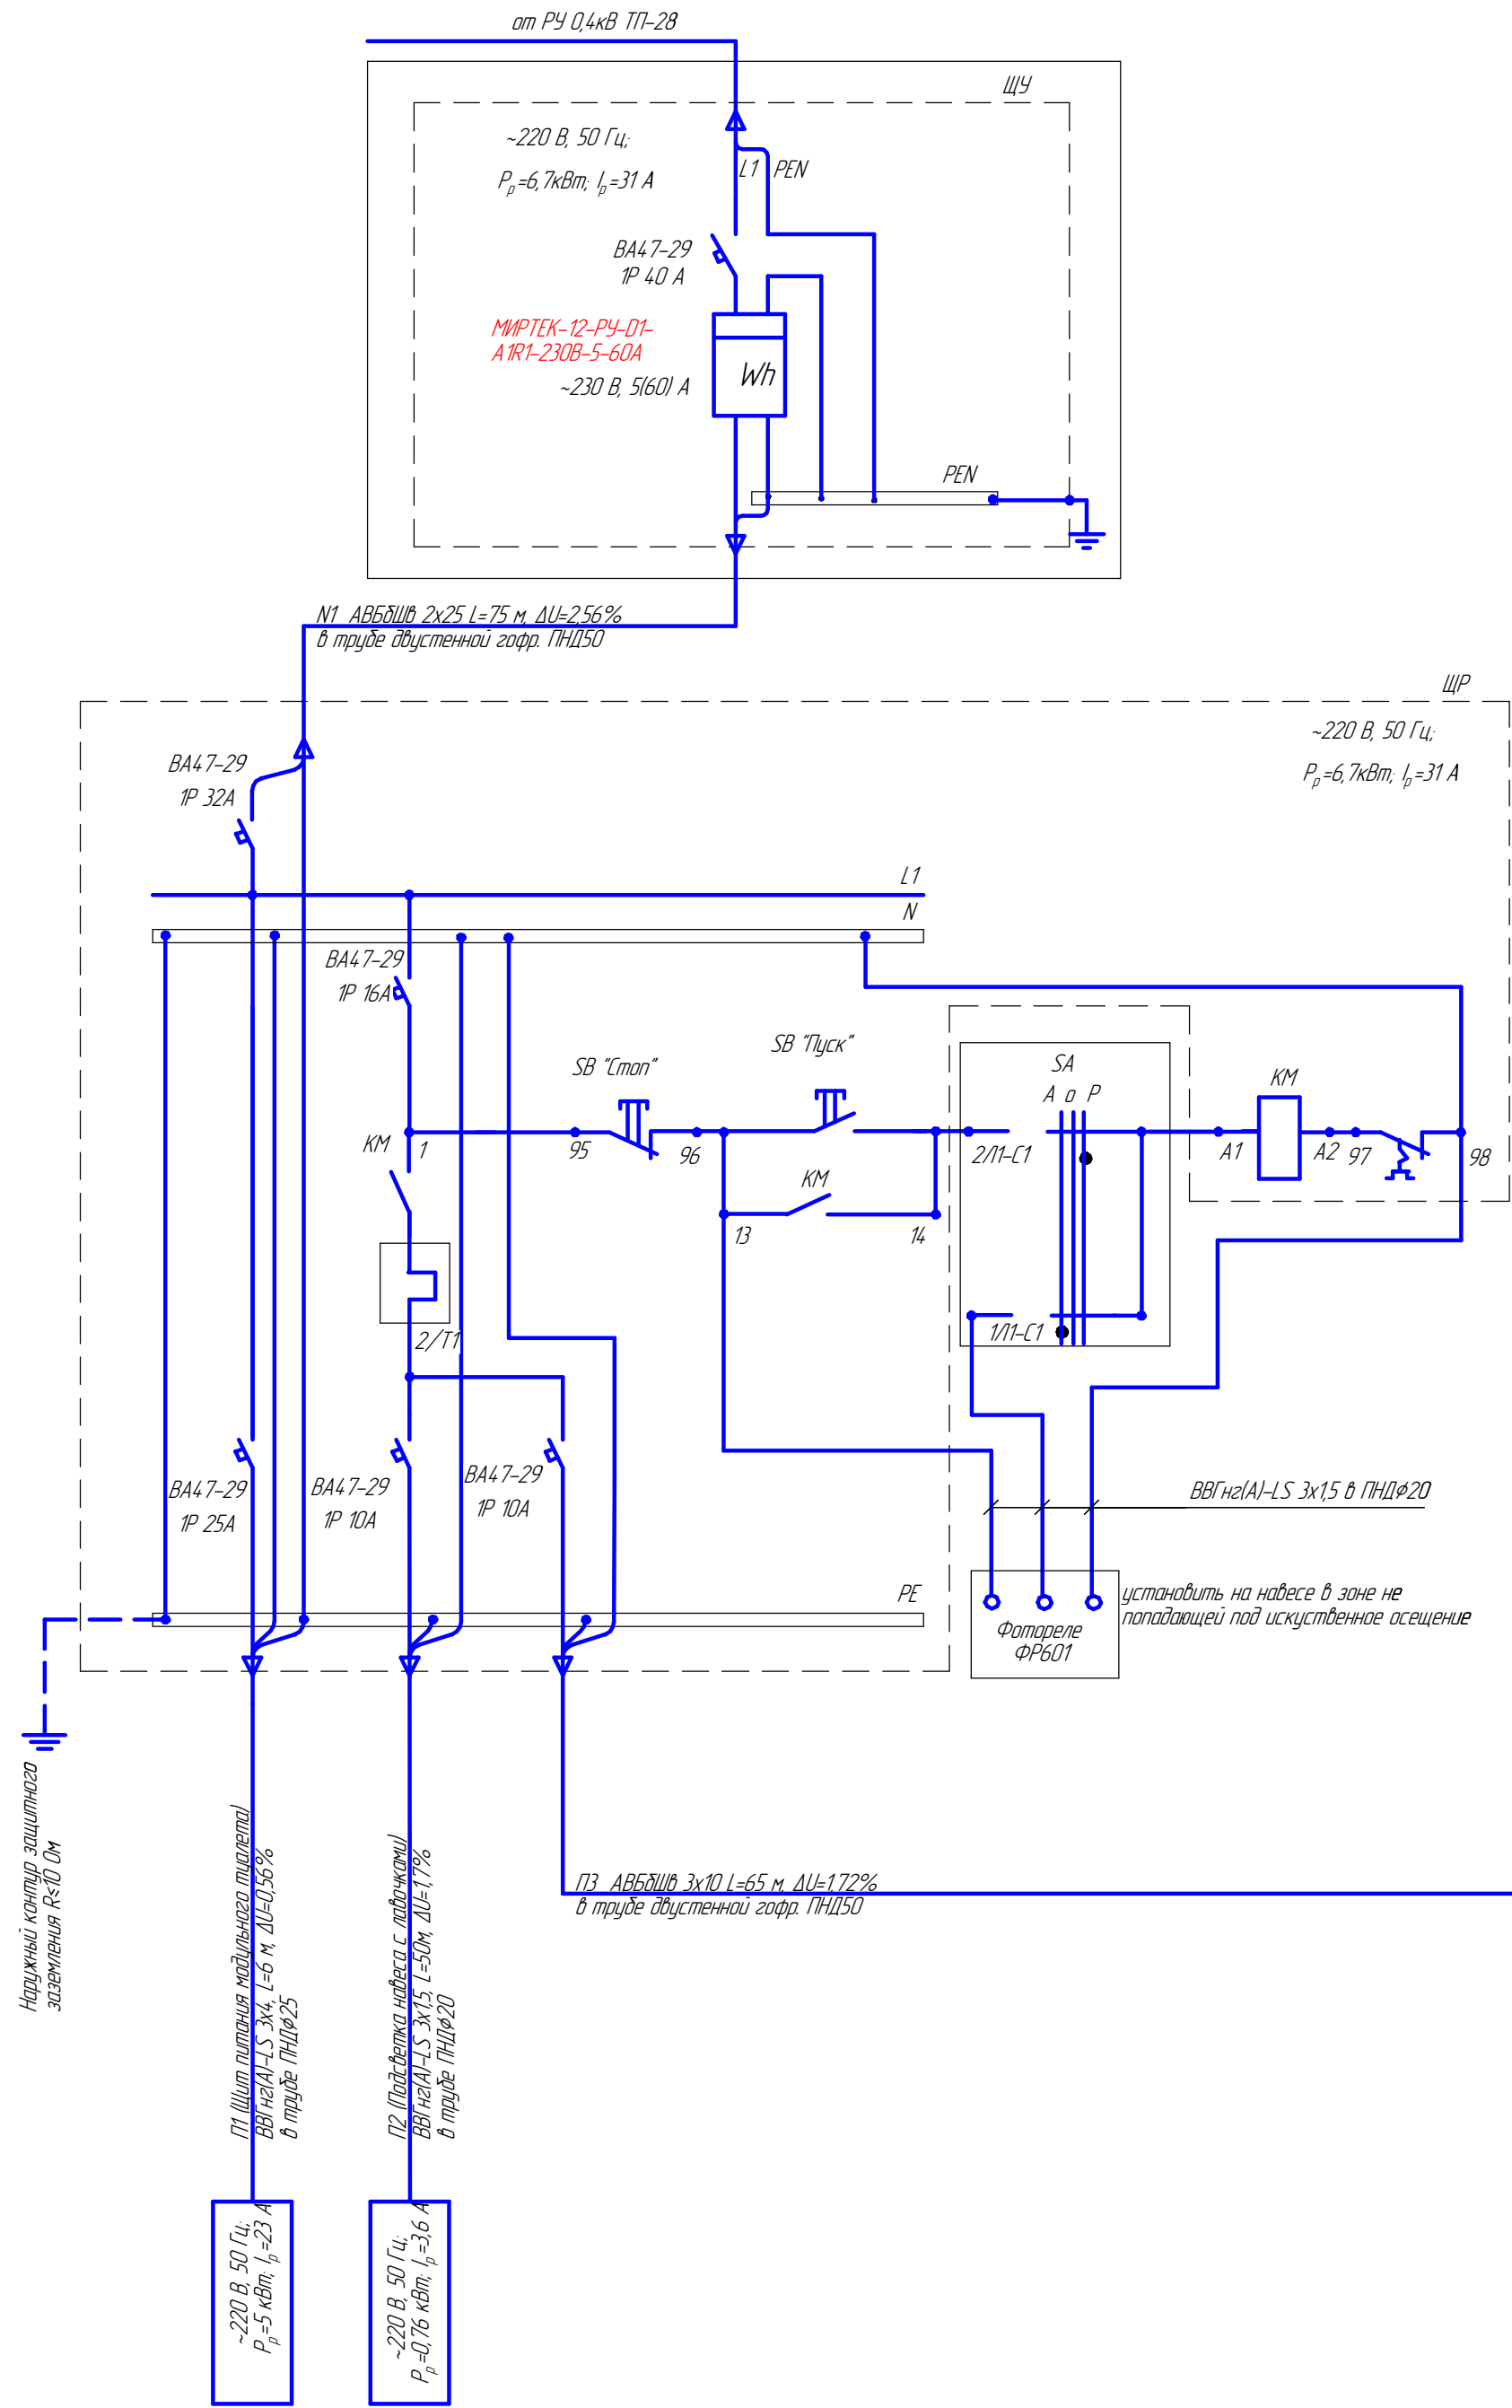 от РУ 0,4кВ ТП-28
ЩУ
~220 В, 50 Гц;
Pр=6,7кВт; Iр=31 А
L1
PEN
ВА47-29
1Р 40 А
МИРТЕК-12-РУ-D1-
A1R1-230В-5-60А
~230 В, 5(60) А
Wh
PEN
N1 АВБбШв 2х25 L=75 м, ΔU=2,56%
в трубе двустенной гофр. ПНД50
ЩР
~220 В, 50 Гц;
Pр=6,7кВт; Iр=31 А
ВА47-29
1Р 32А
L1
N
ВА47-29
1Р 16А
SB "Стоп"
SB "Пуск"
SA
А о Р
КМ
КМ
1
95
96
2/Л1-С1
А1
А2
97
98
КМ
13
14
1/Л1-С1
2/Т1
ВА47-29
1Р 25А
ВА47-29
1Р 10А
ВА47-29
1Р 10А
ВВГнг(А)-LS 3х1,5 в ПНДφ20
PE
Фотореле
ФР601
установить на навесе в зоне не
попадающей под искуственное осещение
Наружный контур защитного
заземления R≤10 Ом
П1 (Щит питания модульного туалета)
ВВГнг(А)-LS 3х4, L=6 м, ΔU=0,56%
в трубе ПНДφ25
П2 (Подсветка навеса с лавочками)
ВВГнг(А)-LS 3х1,5, L=50м, ΔU=1,7%
в трубе ПНДφ20
П3 АВБбШв 3х10 L=65 м, ΔU=1,72%
в трубе двустенной гофр. ПНД50
~220 В, 50 Гц;
Pр=5 кВт; Iр=23 А
~220 В, 50 Гц;
Pр=0,76 кВт; Iр=3,6 А